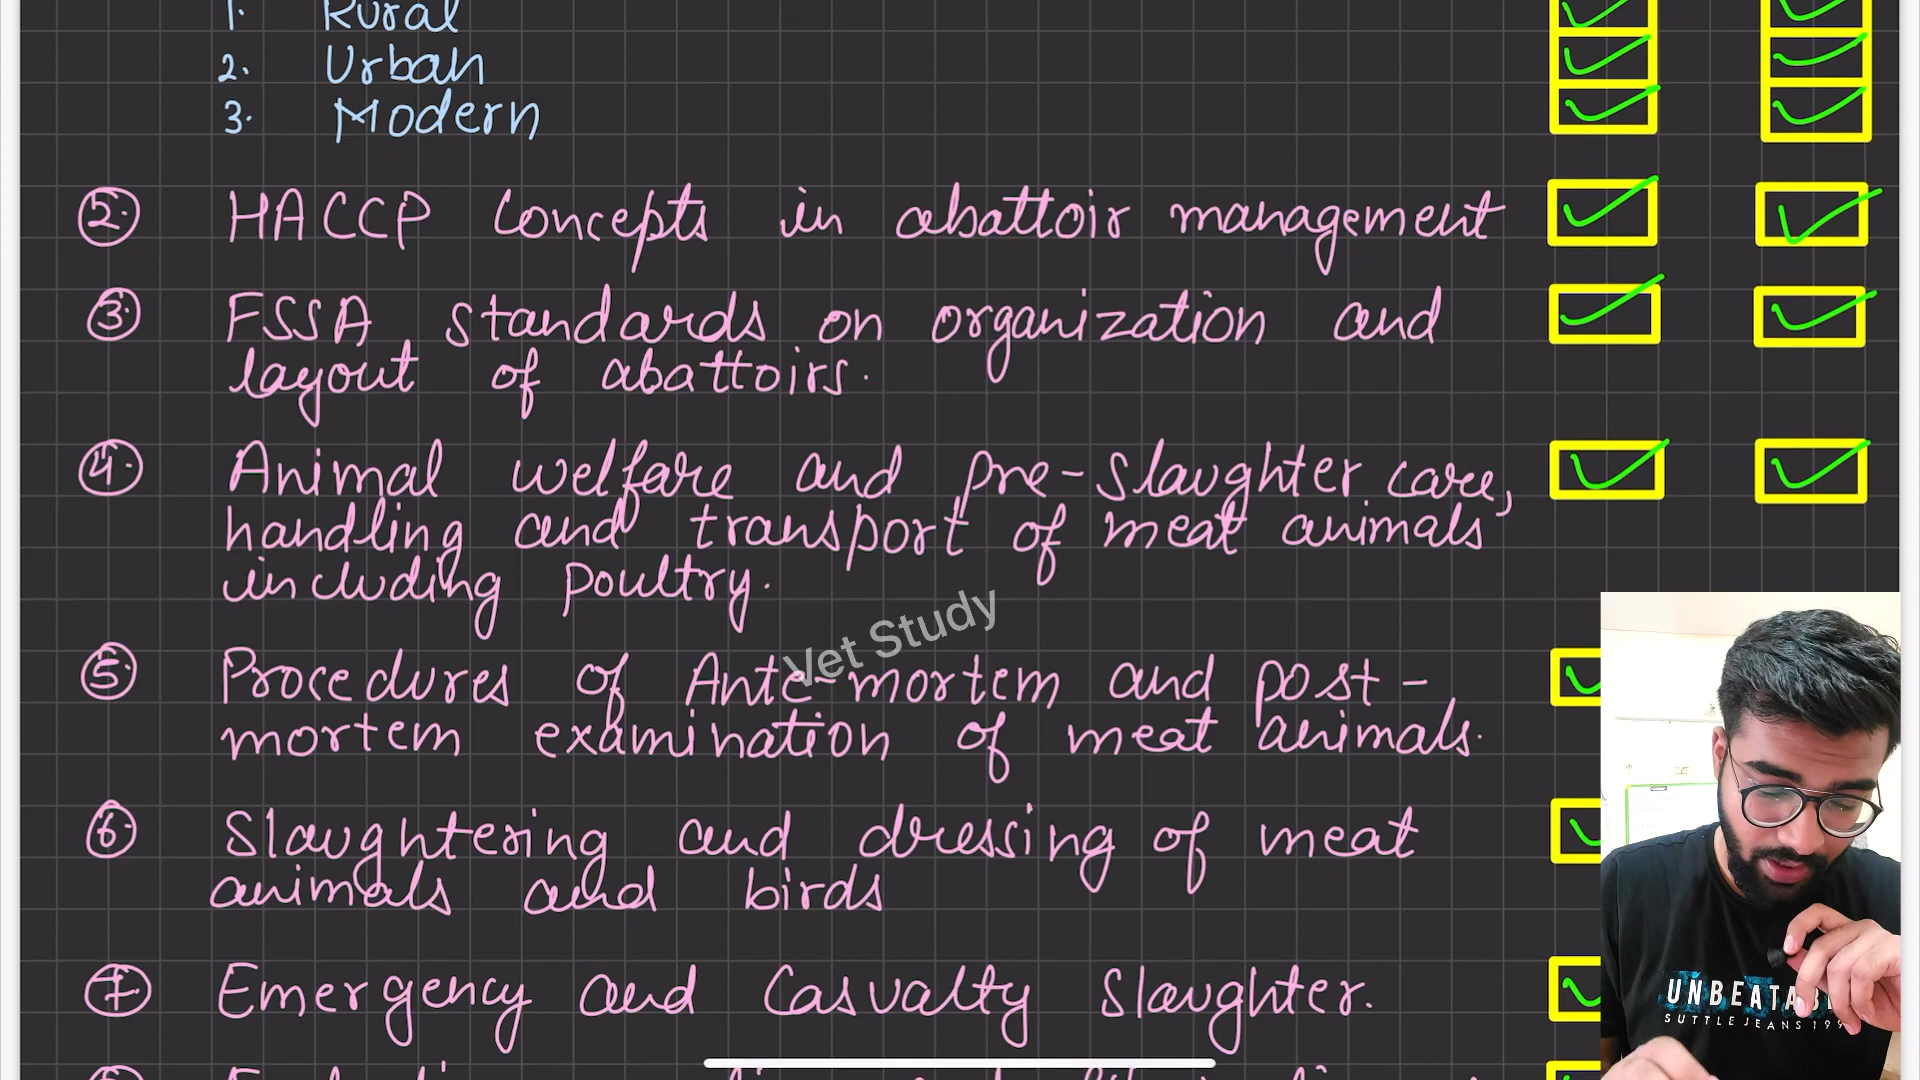 1. Rural
2. Urban
3. Modern
2. HACCP Concepts in abattoir management
3. FSSA standards on organization and
layout of abattoirs.
4. Animal welfare and pre-slaughter care,
handling and transport of meat animals
including poultry.
Vet Study
5. Procedures of Ante-mortem and post-
mortem examination of meat animals.
6. Slaughtering and dressing of meat
animals and birds
7. Emergency and Casualty Slaughter.
SUTTLE JEANS